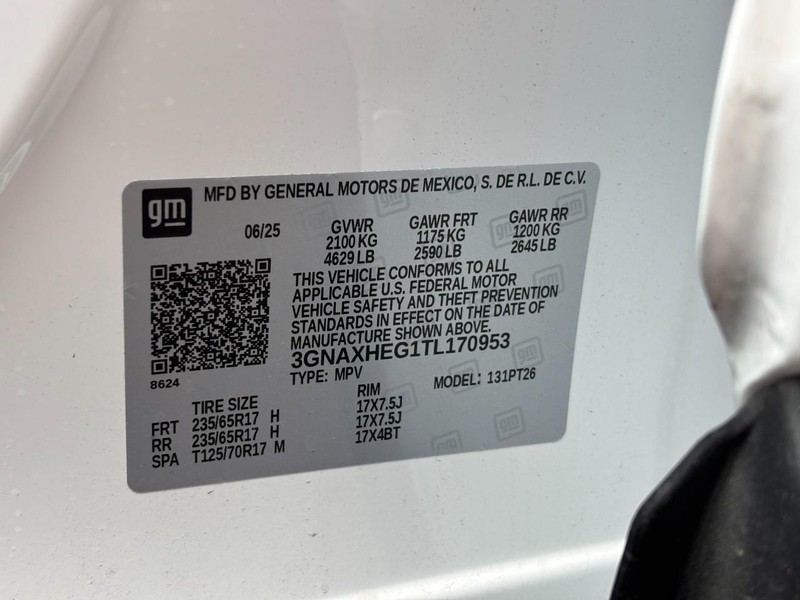 gm MFD BY GENERAL MOTORS DE MEXICO, S. DE R.L. DE C.V.
06/25 GVWR GAWR FRT GAWR RR
2100 KG 1175 KG 1200 KG
4629 LB 2590 LB 2645 LB
THIS VEHICLE CONFORMS TO ALL
APPLICABLE U.S. FEDERAL MOTOR
VEHICLE SAFETY AND THEFT PREVENTION
STANDARDS IN EFFECT ON THE DATE OF
MANUFACTURE SHOWN ABOVE.
3GNAXHEG1TL170953
8624 TYPE: MPV MODEL: 131PT26
TIRE SIZE RIM
FRT 235/65R17 H 17X7.5J
RR 235/65R17 H 17X7.5J
SPA T125/70R17 M 17X4BT